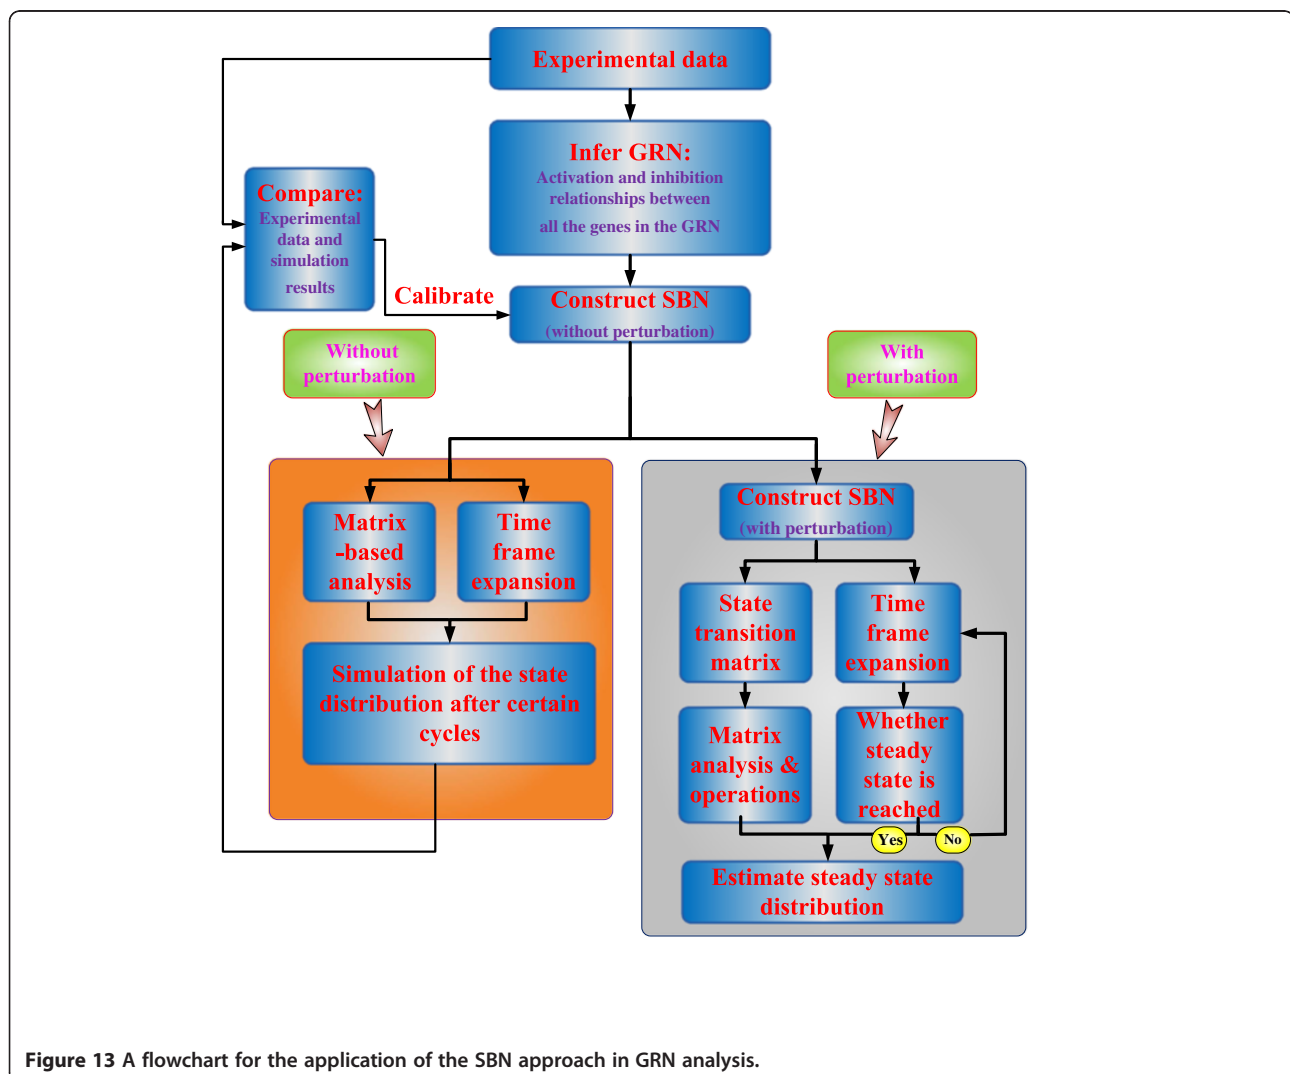 Experimental data
Infer GRN:
Activation and inhibition
relationships between
all the genes in the GRN
Compare:
Experimental
data and
simulation
results
Calibrate
Construct SBN
(without perturbation)
Without
perturbation
With
perturbation
Matrix
-based
analysis
Time
frame
expansion
Simulation of the state
distribution after certain
cycles
Construct SBN
(with perturbation)
State
transition
matrix
Time
frame
expansion
Matrix
analysis &
operations
Whether
steady
state is
reached
Yes
No
Estimate steady state
distribution
Figure 13 A flowchart for the application of the SBN approach in GRN analysis.